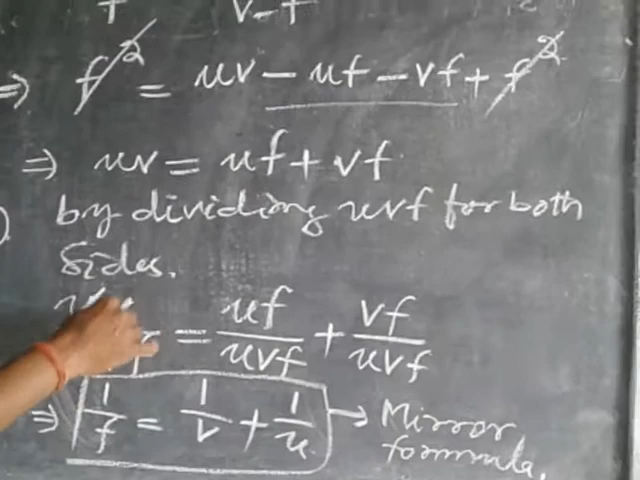 f v-f
⇒ f² = uv - uf - vf + f²
⇒ uv = uf + vf.
by dividing uvf for both
sides.
= uf/uvf + vf/uvf
⇒ 1/f = 1/v + 1/u → Mirror
formula.